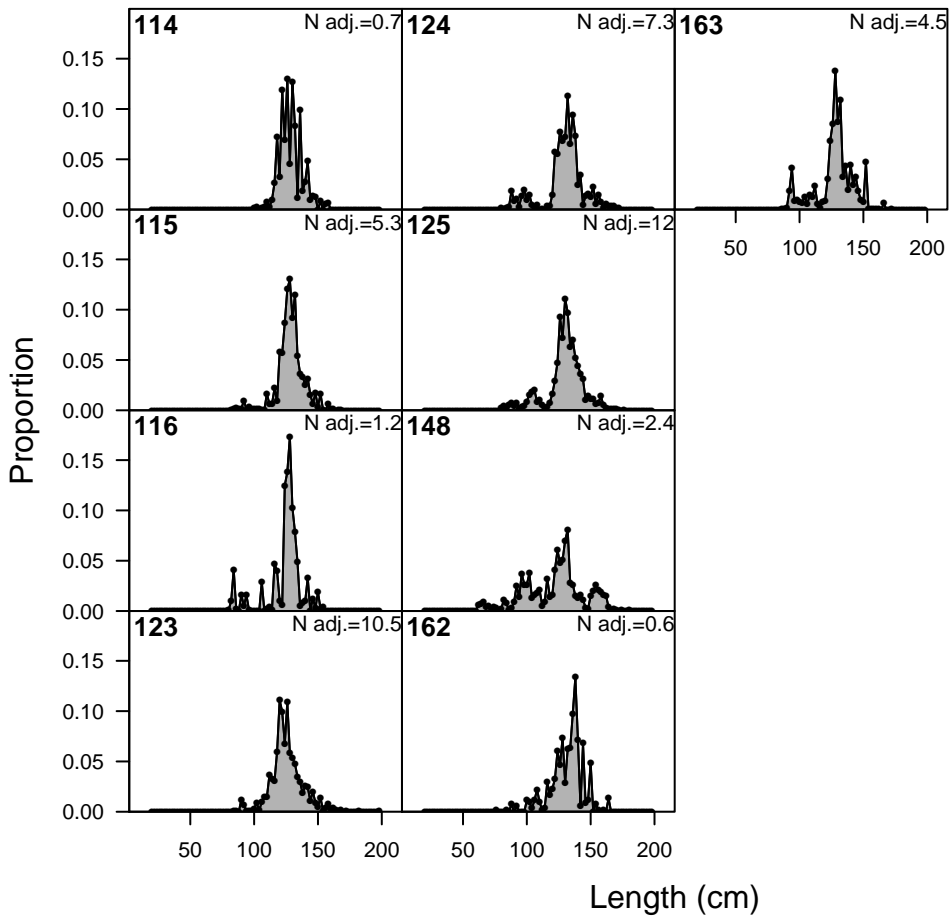 114 N adj.=0.7 124 N adj.=7.3 163 N adj.=4.5
0.15
0.10
0.05
0.00
115 N adj.=5.3 125 N adj.=12 50 100 150 200
0.15
0.10
0.05
0.00
116 N adj.=1.2 148 N adj.=2.4
0.15
0.10
0.05
0.00
123 N adj.=10.5 162 N adj.=0.6
0.15
0.10
0.05
0.00
50 100 150 200 50 100 150 200
Proportion
Length (cm)